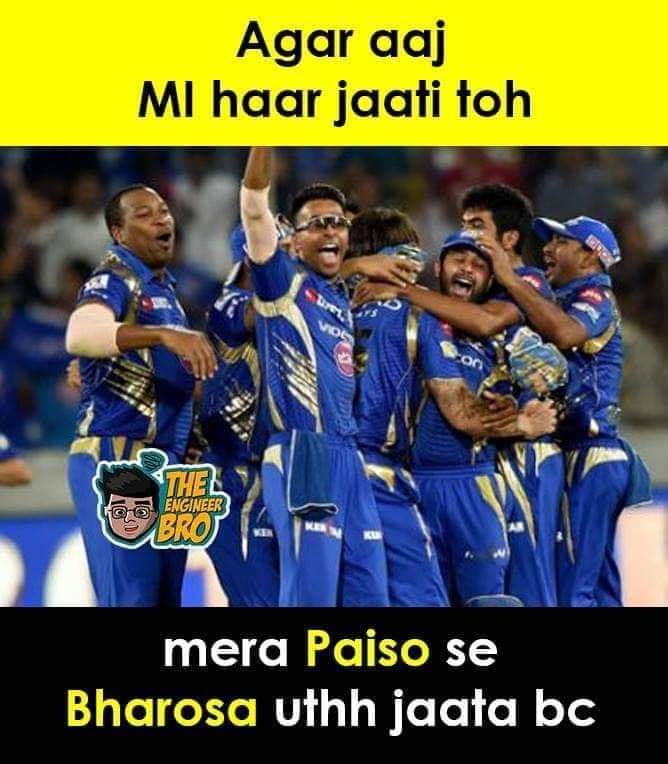 Agar aaj
MI haar jaati toh
THE
ENGINEER
BRO
mera Paiso se
Bharosa uthh jaata bc